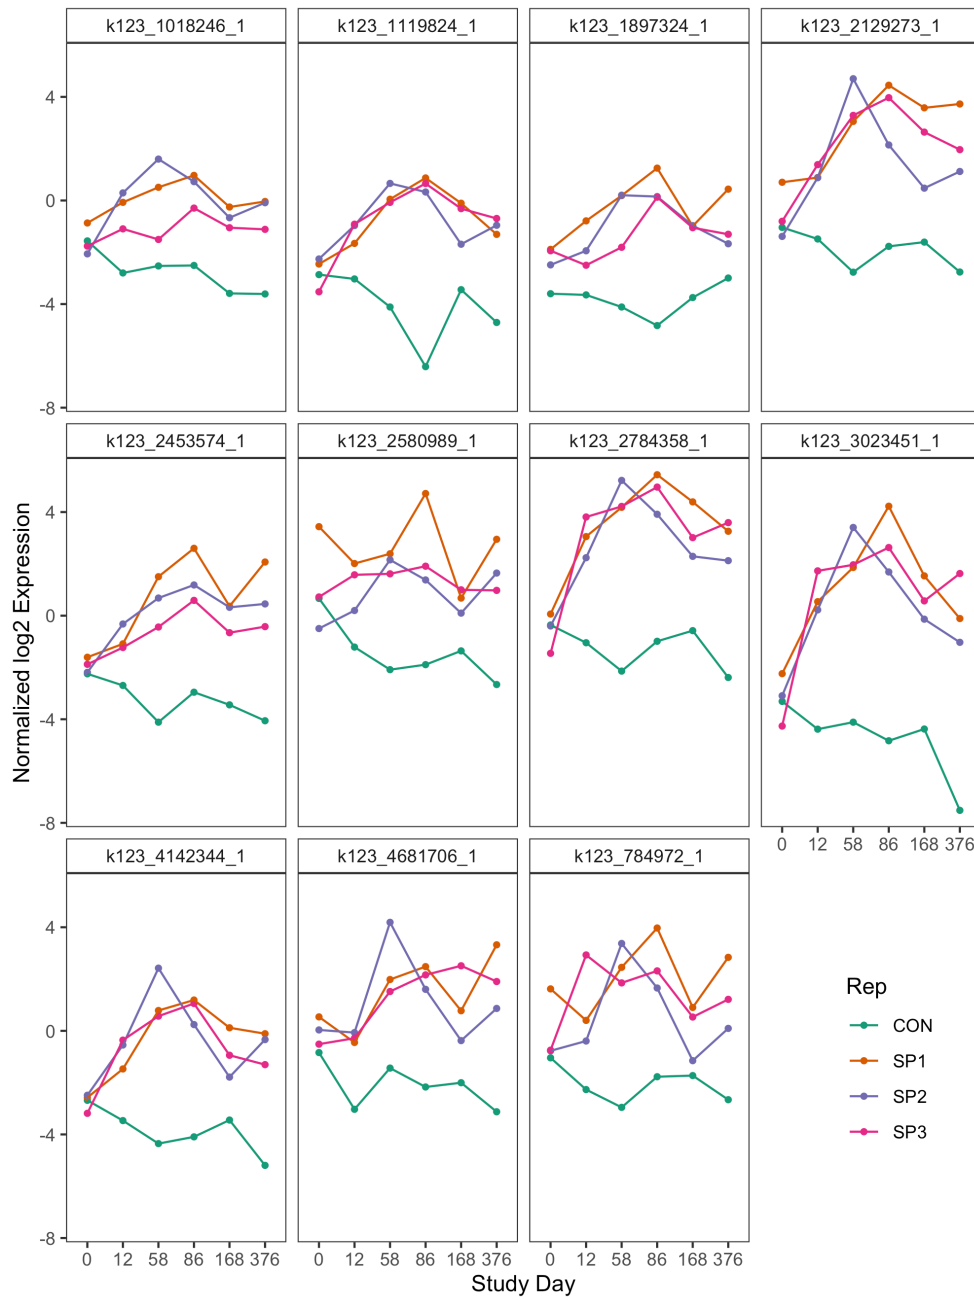 k123_1018246_1 k123_1119824_1 k123_1897324_1 k123_2129273_1
4
0
-4
-8
k123_2453574_1 k123_2580989_1 k123_2784358_1 k123_3023451_1
4
0
-4
-8
0 12 58 86 168 376
k123_4142344_1 k123_4681706_1 k123_784972_1
4
0
-4
-8
0 12 58 86 168 376 0 12 58 86 168 376 0 12 58 86 168 376
Study Day
Normalized log2 Expression
Rep
CON
SP1
SP2
SP3